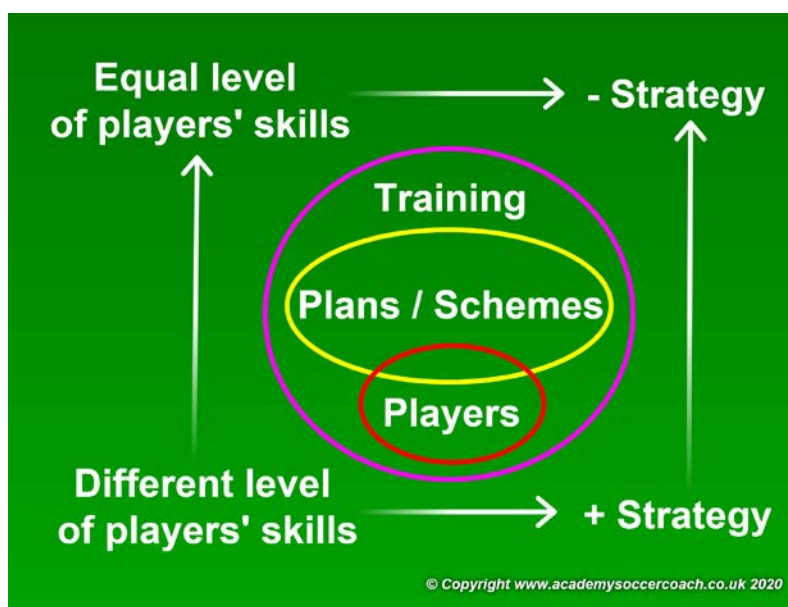 Equal level
of players' skills
- Strategy
Training
Plans / Schemes
Players
Different level
of players' skills
+ Strategy
© Copyright www.academysoccercoach.co.uk 2020